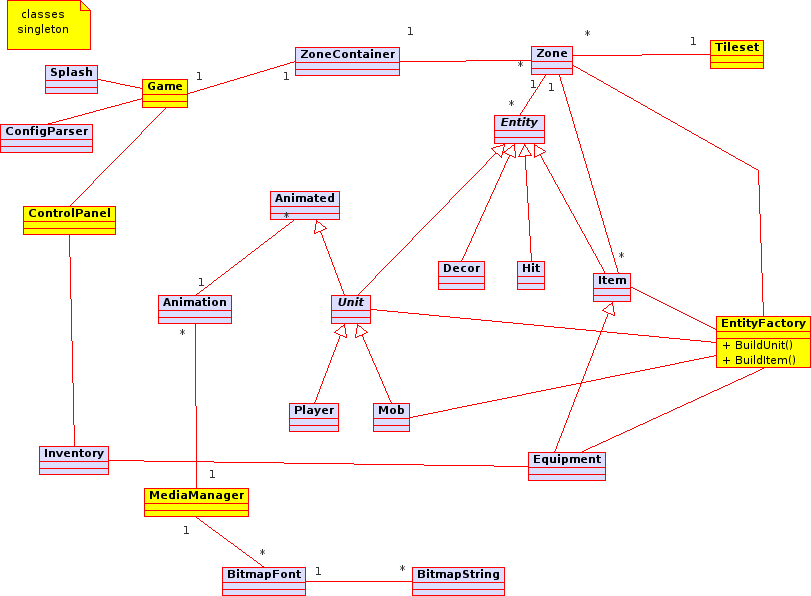 classes
singleton
1
*
ZoneContainer
Zone
1
Tileset
Splash
Game
1
1
*
1
1
*
Entity
ConfigParser
Animated
*
ControlPanel
*
Decor
Hit
Item
1
Animation
Unit
*
EntityFactory
+ BuildUnit()
+ BuildItem()
Player
Mob
Inventory
Equipment
1
MediaManager
1
*
BitmapFont
1
*
BitmapString